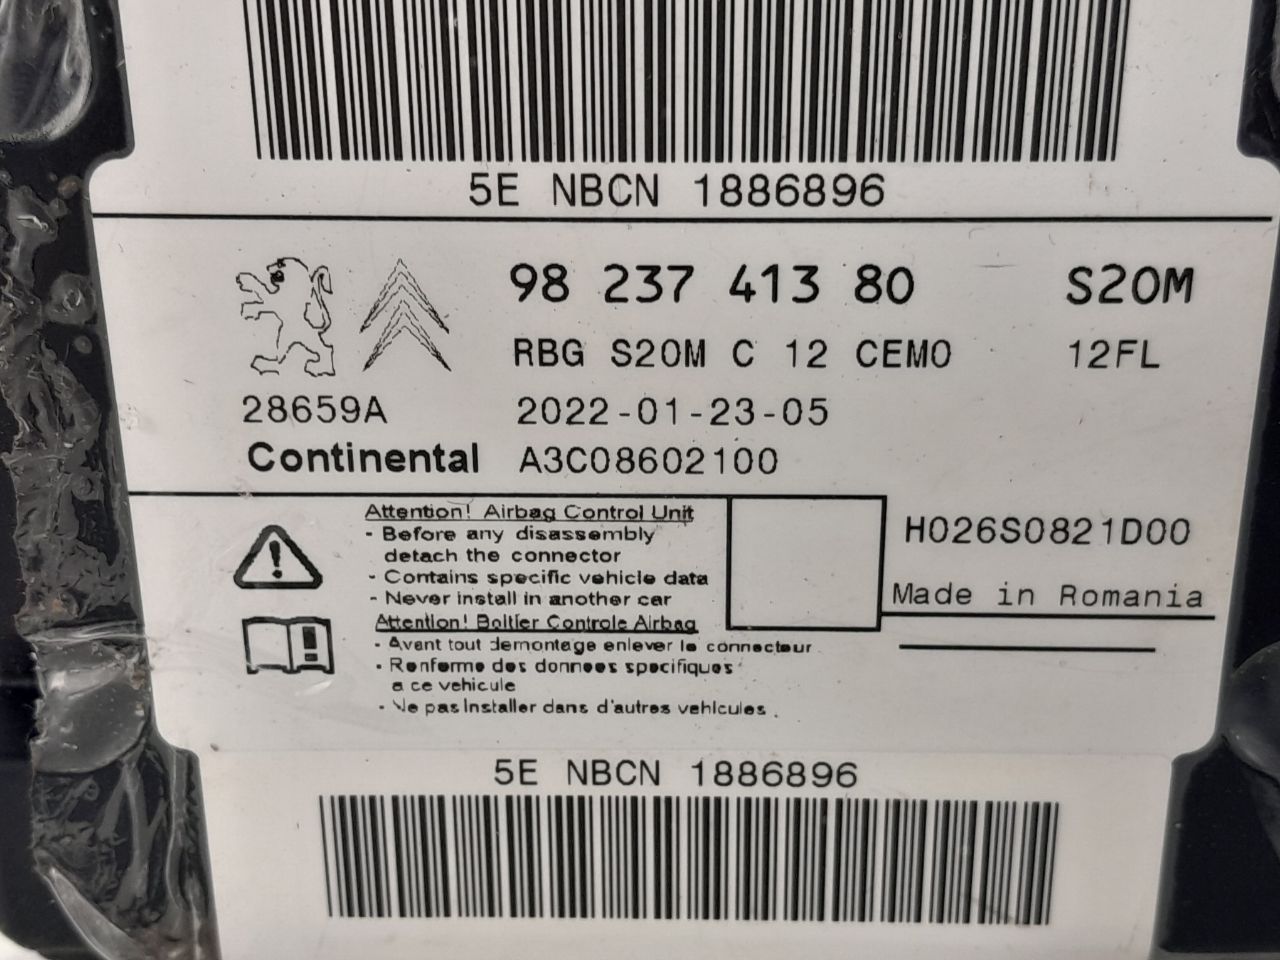 5E NBCN 1886896
98 237 413 80 S20M
RBG S20M C 12 CEM0 12FL
28659A 2022-01-23-05
Continental A3C08602100
Attention! Airbag Control Unit
- Before any disassembly
detach the connector
- Contains specific vehicle data
- Never install in another car
Attention! Boitier Controle Airbag
- Avant tout demontage enlever le connecteur
- Renferme des donnees specifiques
a ce vehicule
- Ne pas installer dans d'autres vehicules.
H026S0821D00
Made in Romania
5E NBCN 1886896